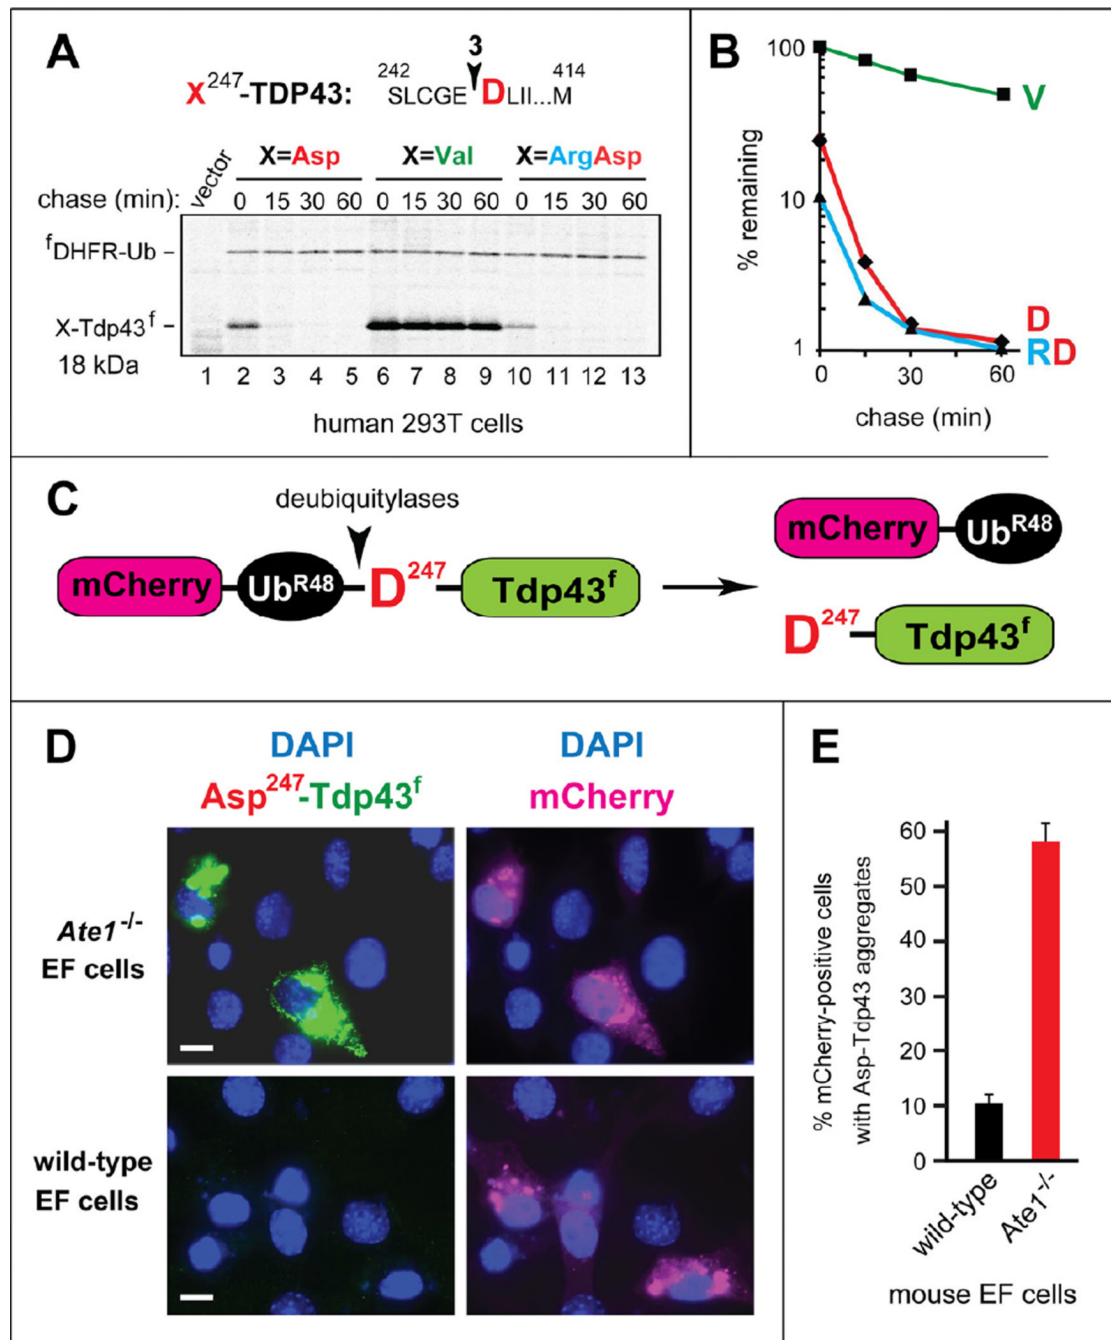 A
3
X²⁴⁷-TDP43:
242 414
SLCGE DLII...M
vector X=Asp X=Val X=ArgAsp
chase (min): 0 15 30 60 0 15 30 60 0 15 30 60
ᶠDHFR-Ub –
X-Tdp43ᶠ –
18 kDa
1 2 3 4 5 6 7 8 9 10 11 12 13
human 293T cells
B
% remaining
100
10
1
V
D
RD
0 30 60
chase (min)
C
deubiquitylases
mCherry Ubᴿ⁴⁸ D²⁴⁷ Tdp43ᶠ
mCherry Ubᴿ⁴⁸
D²⁴⁷ Tdp43ᶠ
D
DAPI DAPI
Asp²⁴⁷-Tdp43ᶠ mCherry
Ate1⁻/⁻
EF cells
wild-type
EF cells
E
% mCherry-positive cells
with Asp-Tdp43 aggregates
60
50
40
30
20
10
0
wild-type
Ate1⁻/⁻
mouse EF cells